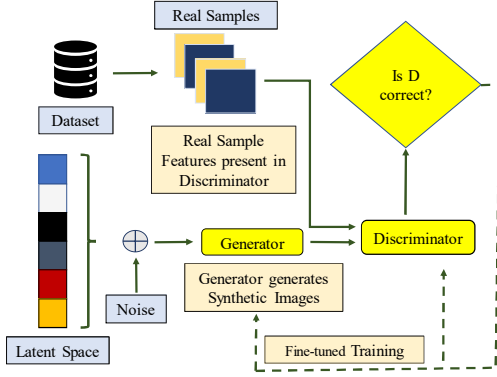 Real Samples
Is D
correct?
Dataset
Real Sample
Features present in
Discriminator
Generator
Discriminator
Generator generates
Synthetic Images
Noise
Latent Space
Fine-tuned Training